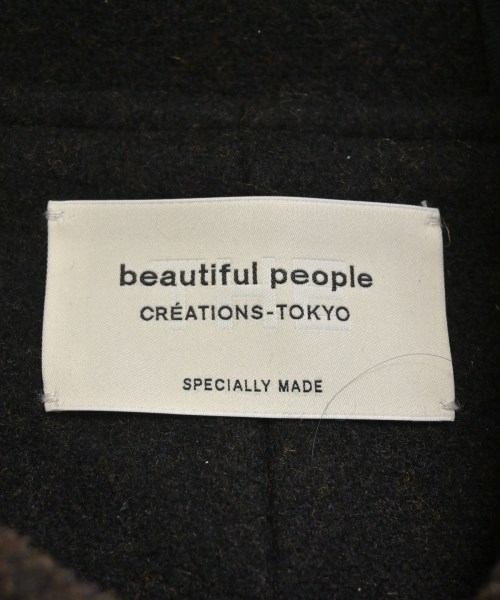 beautiful people
CRÉATIONS-TOKYO
SPECIALLY MADE